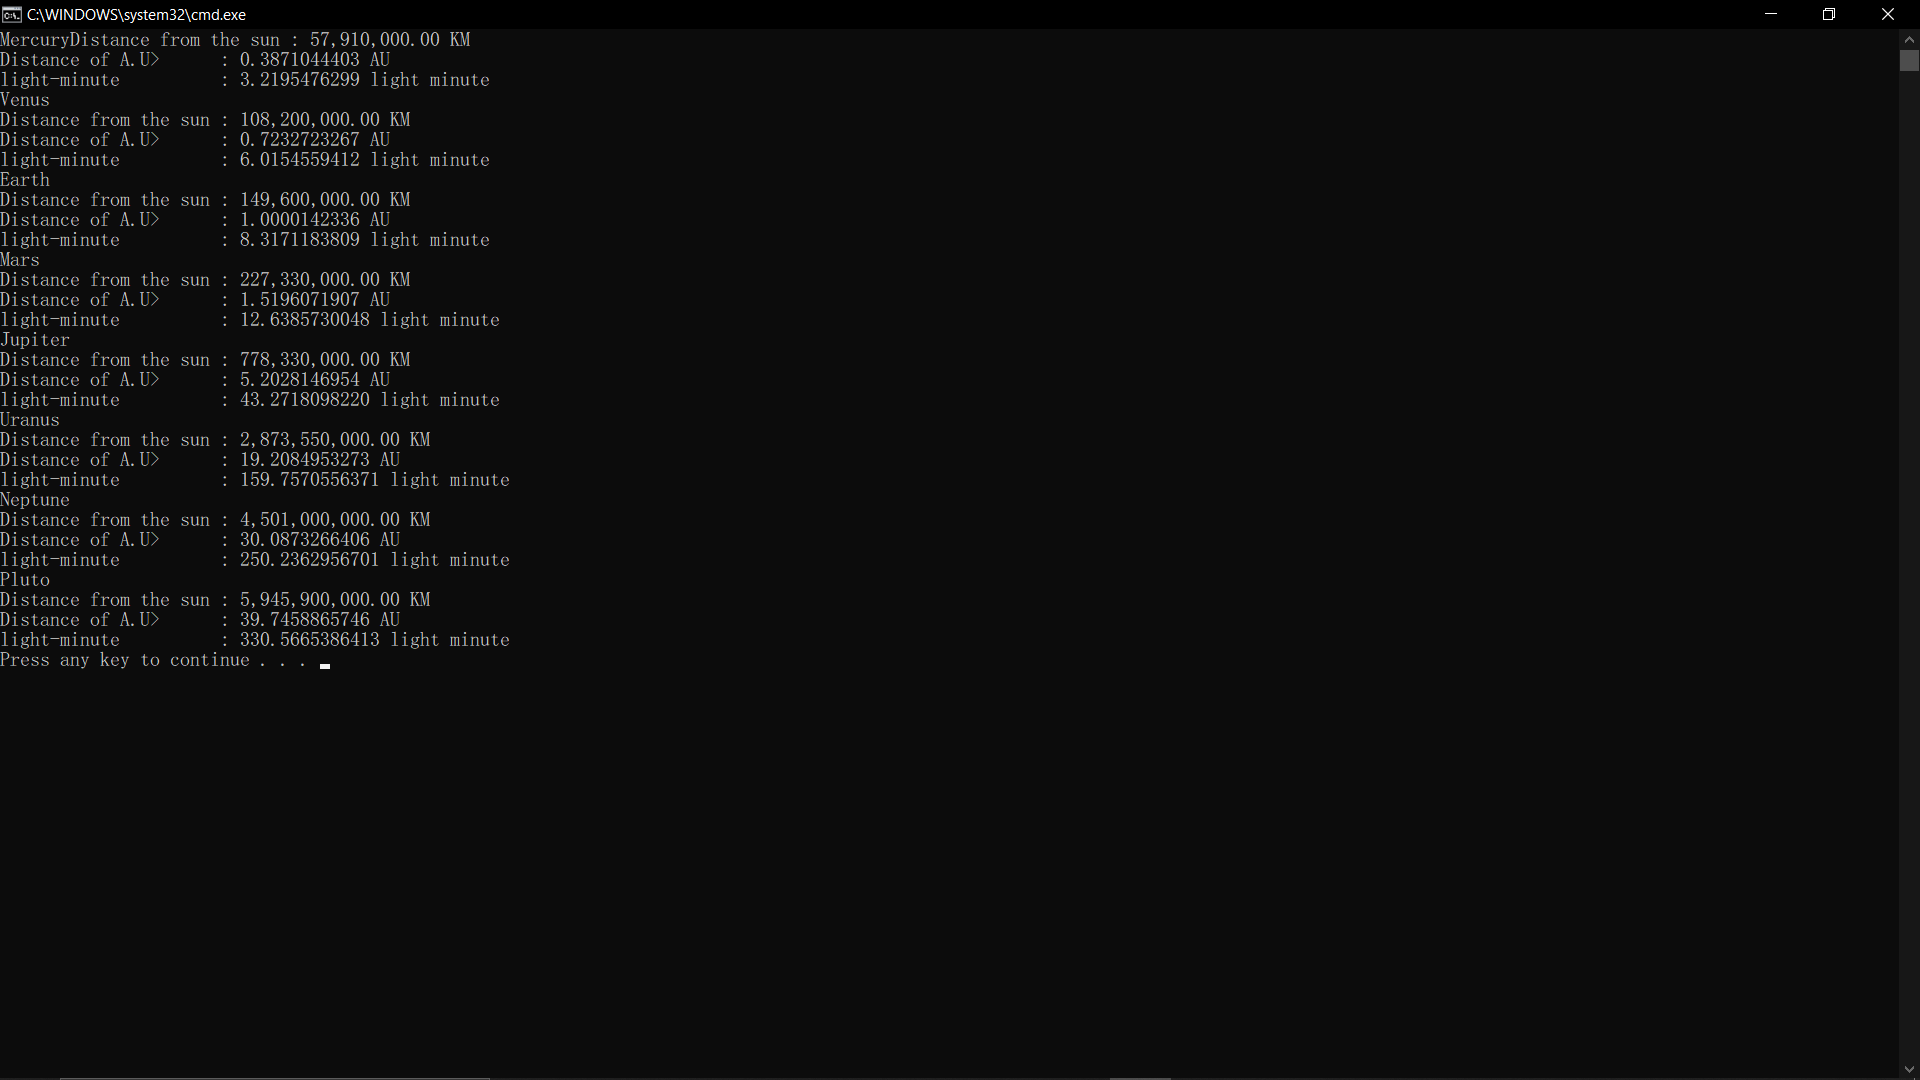 C:\WINDOWS\system32\cmd.exe
MercuryDistance from the sun : 57,910,000.00 KM
Distance of A.U>      : 0.3871044403 AU
light-minute          : 3.2195476299 light minute
Venus
Distance from the sun : 108,200,000.00 KM
Distance of A.U>      : 0.7232723267 AU
light-minute          : 6.0154559412 light minute
Earth
Distance from the sun : 149,600,000.00 KM
Distance of A.U>      : 1.0000142336 AU
light-minute          : 8.3171183809 light minute
Mars
Distance from the sun : 227,330,000.00 KM
Distance of A.U>      : 1.5196071907 AU
light-minute          : 12.6385730048 light minute
Jupiter
Distance from the sun : 778,330,000.00 KM
Distance of A.U>      : 5.2028146954 AU
light-minute          : 43.2718098220 light minute
Uranus
Distance from the sun : 2,873,550,000.00 KM
Distance of A.U>      : 19.2084953273 AU
light-minute          : 159.7570556371 light minute
Neptune
Distance from the sun : 4,501,000,000.00 KM
Distance of A.U>      : 30.0873266406 AU
light-minute          : 250.2362956701 light minute
Pluto
Distance from the sun : 5,945,900,000.00 KM
Distance of A.U>      : 39.7458865746 AU
light-minute          : 330.5665386413 light minute
Press any key to continue . . .